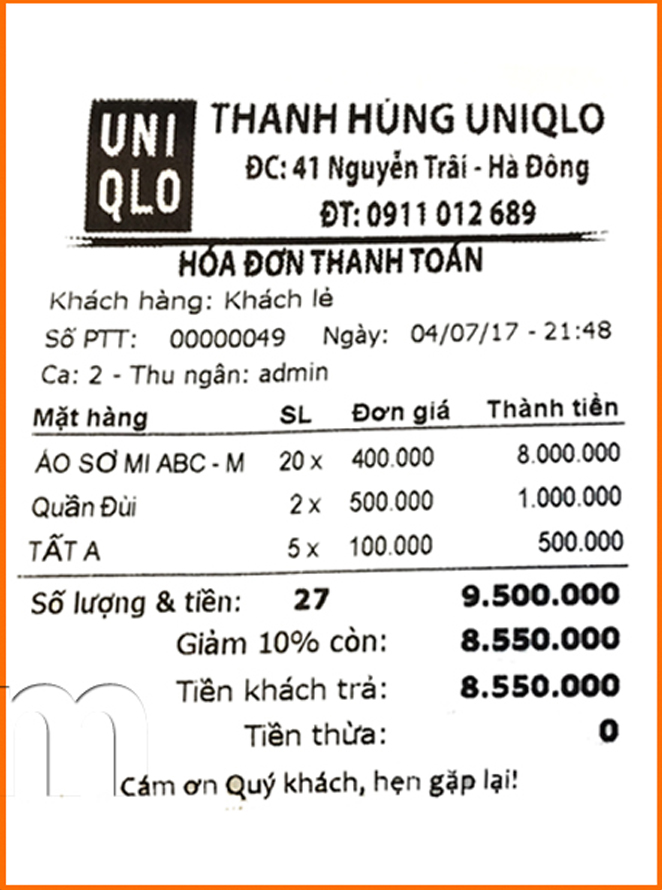 UNI
QLO
THANH HÙNG UNIQLO
ĐC: 41 Nguyễn Trãi - Hà Đông
ĐT: 0911 012 689
HÓA ĐƠN THANH TOÁN
Khách hàng: Khách lẻ
Số PTT: 00000049 Ngày: 04/07/17 - 21:48
Ca: 2 - Thu ngân: admin
Mặt hàng SL Đơn giá Thành tiền
ÁO SƠ MI ABC - M 20 x 400.000 8.000.000
Quần Đùi 2 x 500.000 1.000.000
TẤT A 5 x 100.000 500.000
Số lượng & tiền: 27 9.500.000
Giảm 10% còn: 8.550.000
Tiền khách trả: 8.550.000
Tiền thừa: 0
m
Cám ơn Quý khách, hẹn gặp lại!